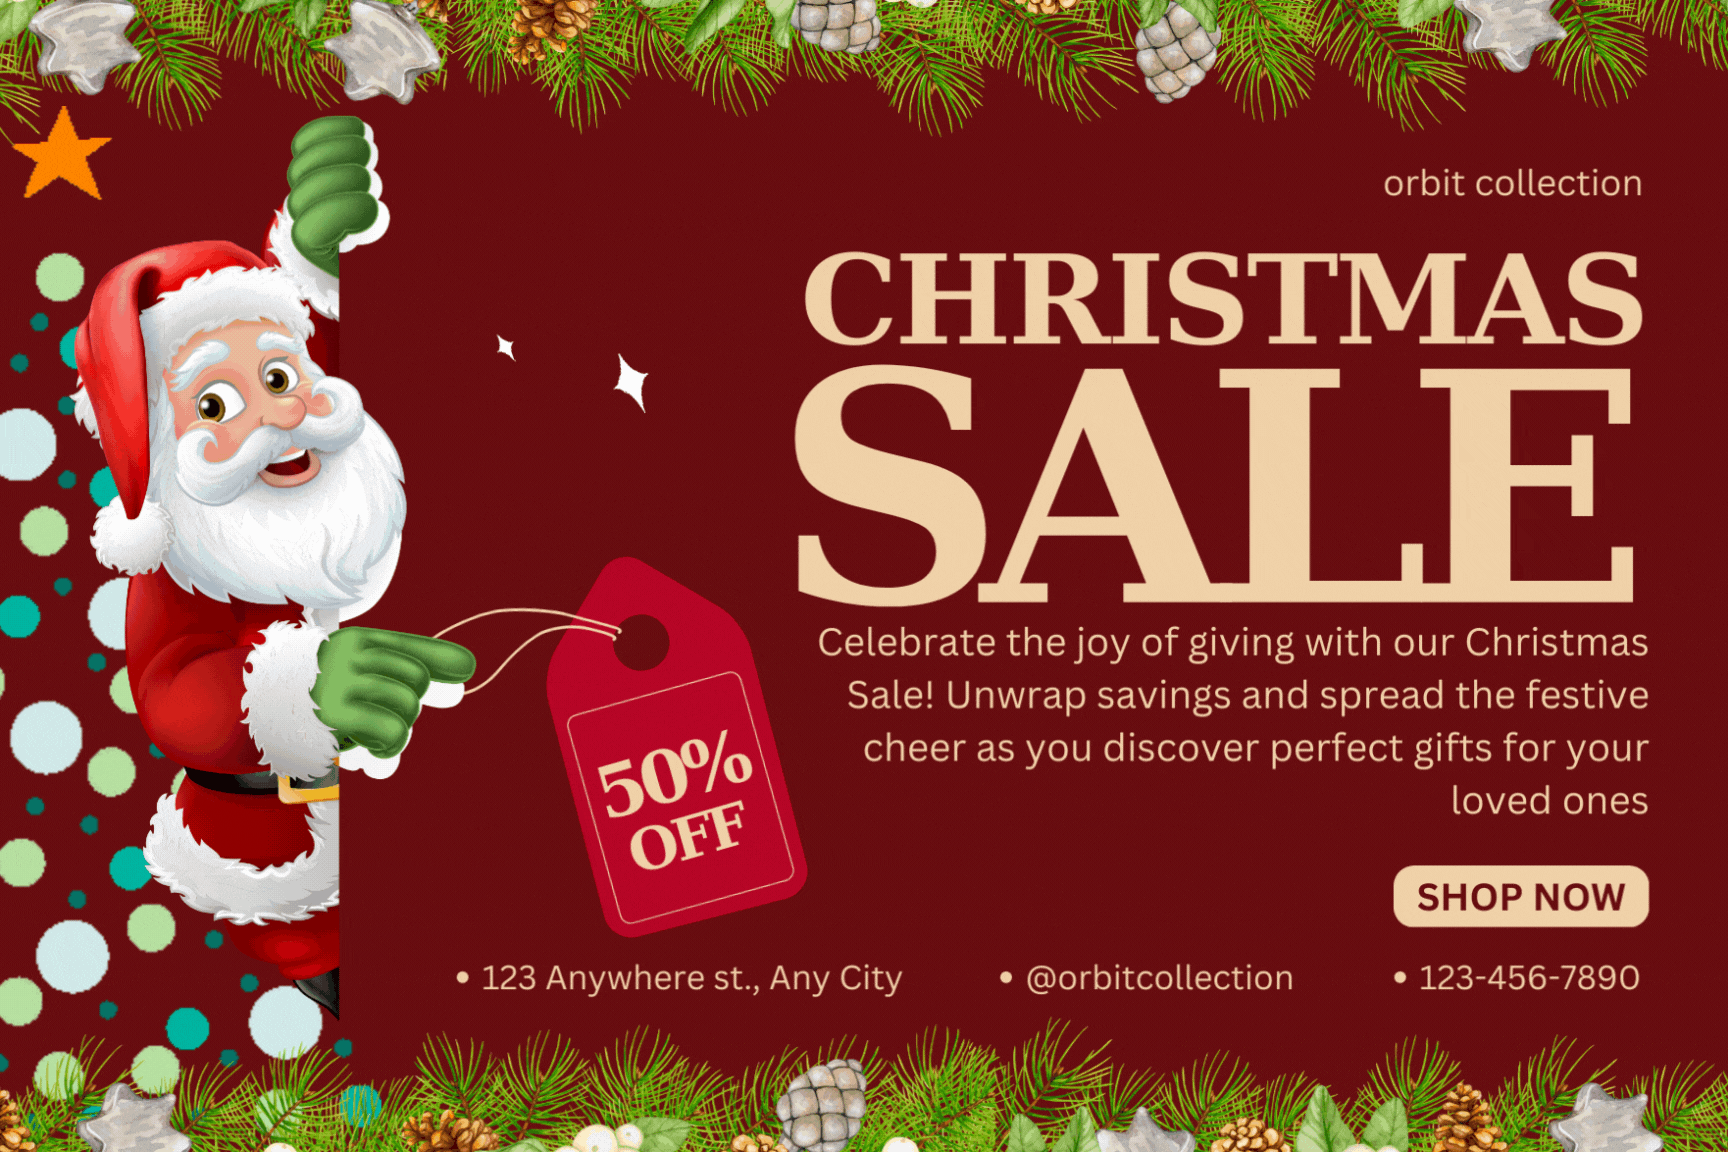 orbit collection
CHRISTMAS
SALE
Celebrate the joy of giving with our Christmas
Sale! Unwrap savings and spread the festive
cheer as you discover perfect gifts for your
loved ones
50%
OFF
SHOP NOW
• 123 Anywhere st., Any City
• @orbitcollection
• 123-456-7890